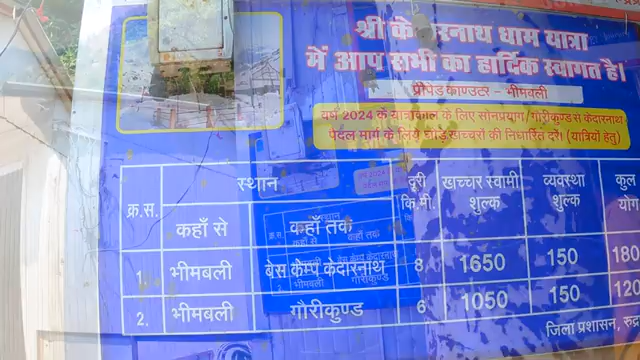 श्री केदारनाथ धाम यात्रा
में आप सभी का हार्दिक स्वागत है।
प्रीपेड काउण्टर - भीमबली
वर्ष 2024 के यात्राकाल के लिए सोनप्रयाग/गौरीकुण्ड से केदारनाथ
पैदल मार्ग के लिये घोड़े खच्चरों की निर्धारित दरें। (यात्रियों हेतु)
क्र.स. स्थान दूरी कि.मी. खच्चर स्वामी शुल्क व्यवस्था शुल्क कुल योग
कहाँ से कहाँ तक
1. भीमबली बेस कैम्प केदारनाथ 8 1650 150 180
2. भीमबली गौरीकुण्ड 6 1050 150 120
जिला प्रशासन, रुद्र